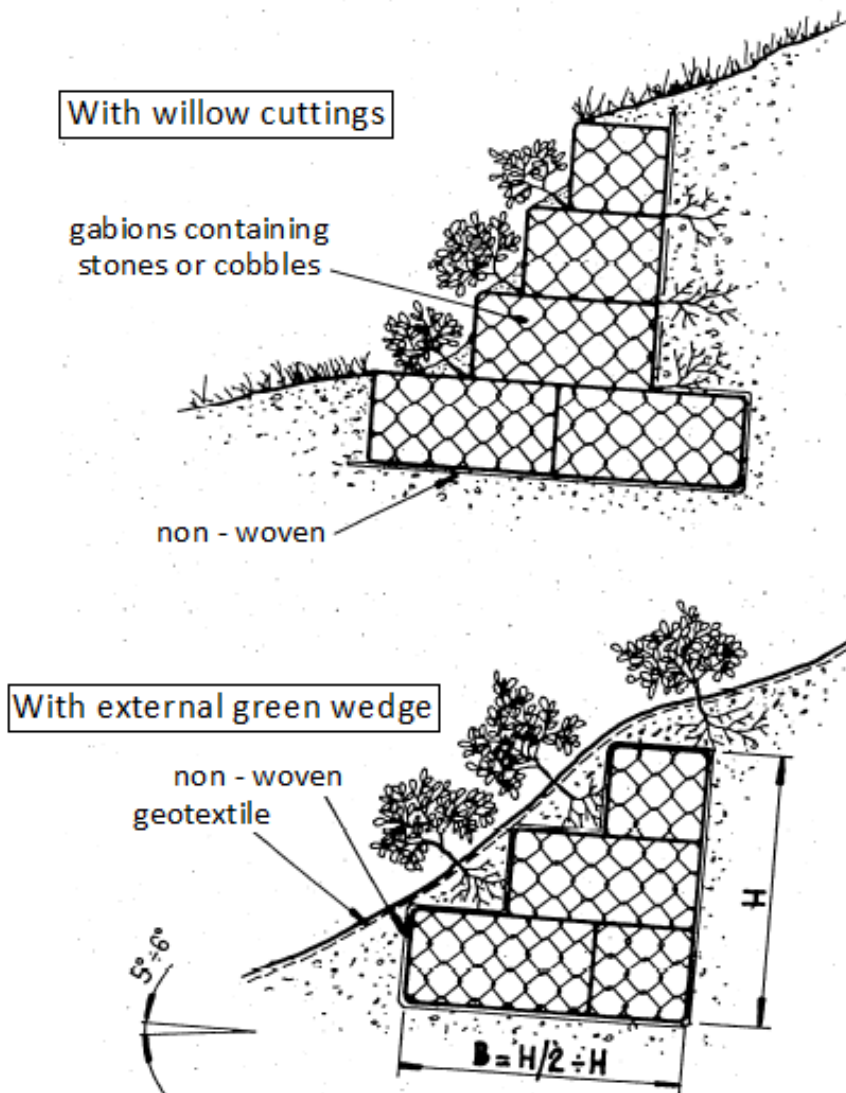 With willow cuttings
gabions containing
stones or cobbles
non - woven
With external green wedge
non - woven
geotextile
5°÷6°
H
B = H/2 ÷ H